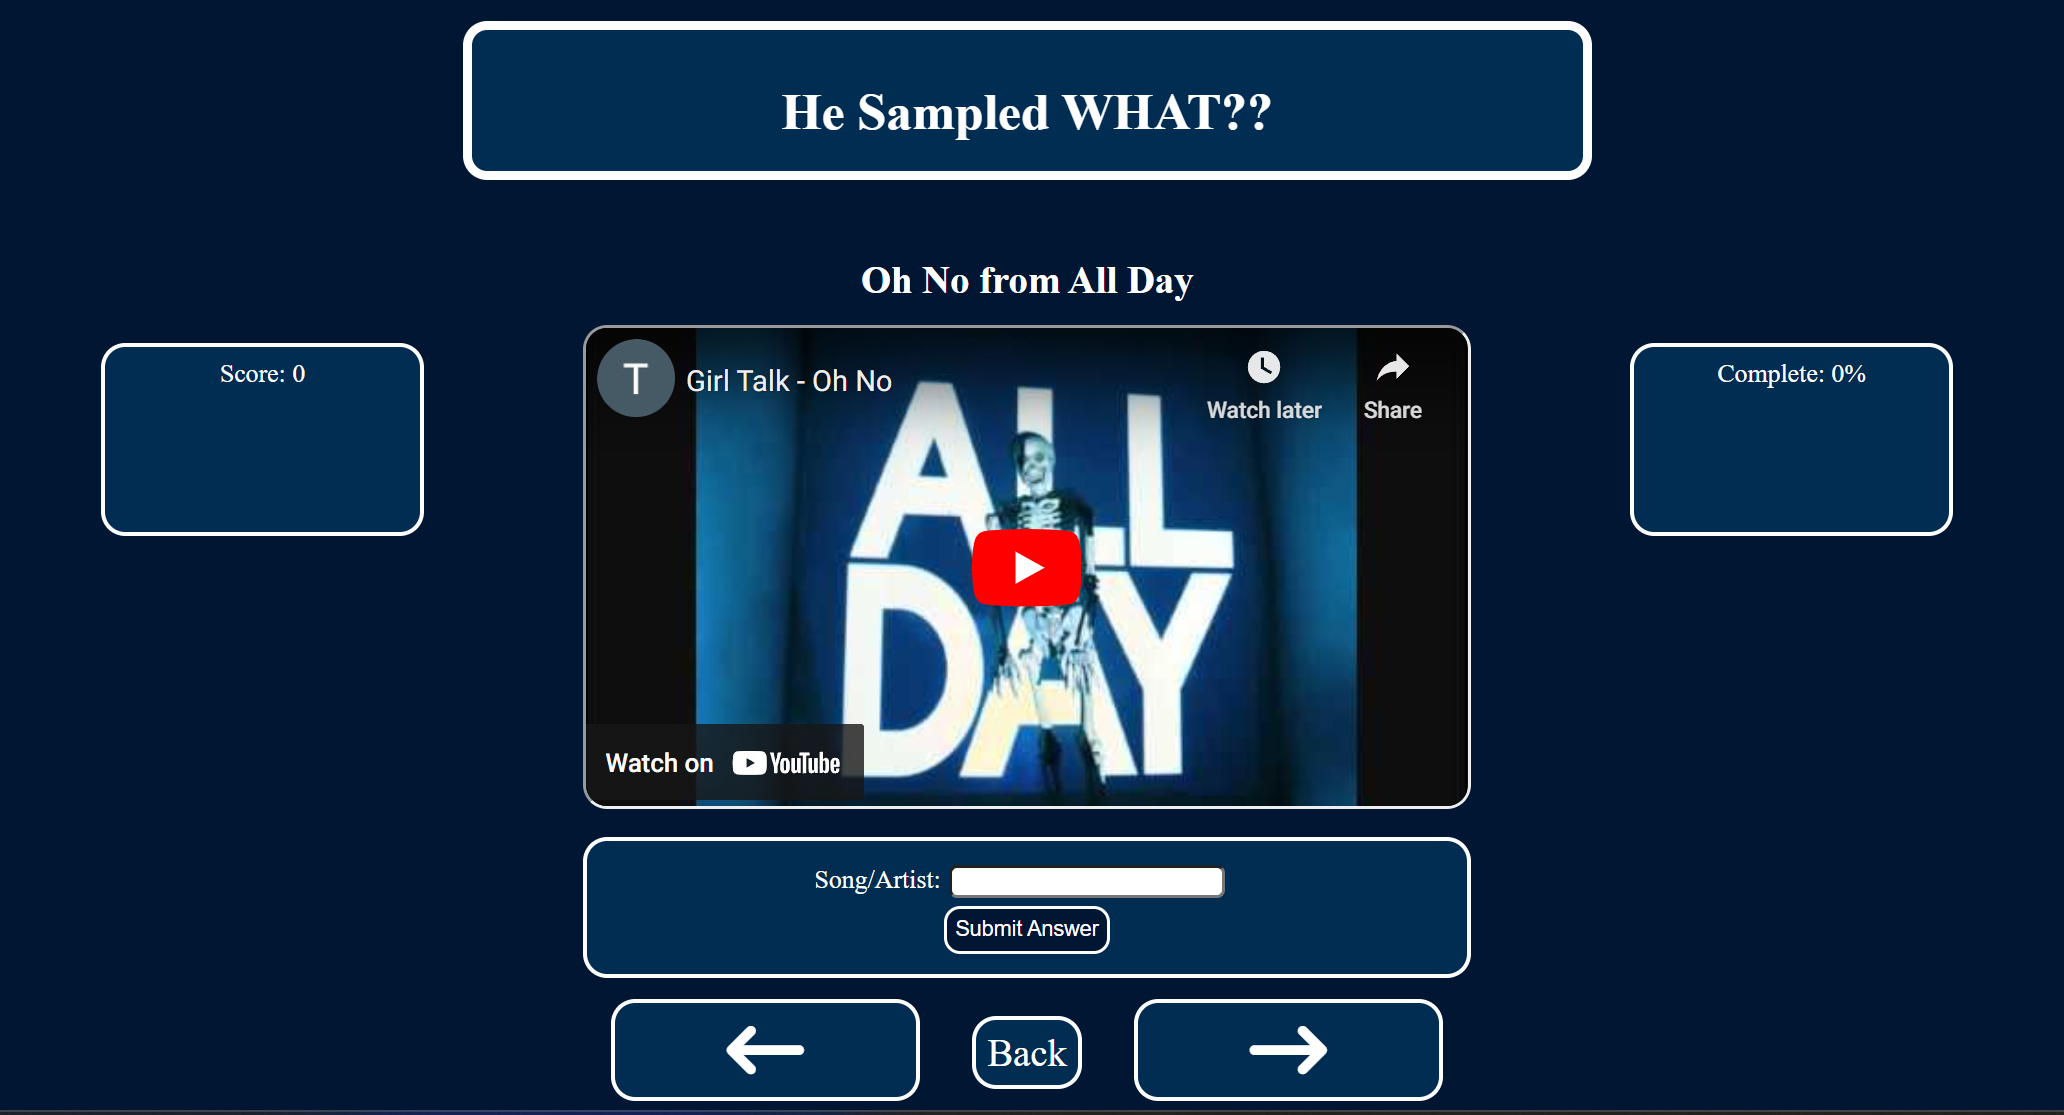 He Sampled WHAT??
Oh No from All Day
Score: 0
T
Girl Talk - Oh No
Watch later
Share
ALL
DAY
Watch on YouTube
Complete: 0%
Song/Artist:
Submit Answer
Back